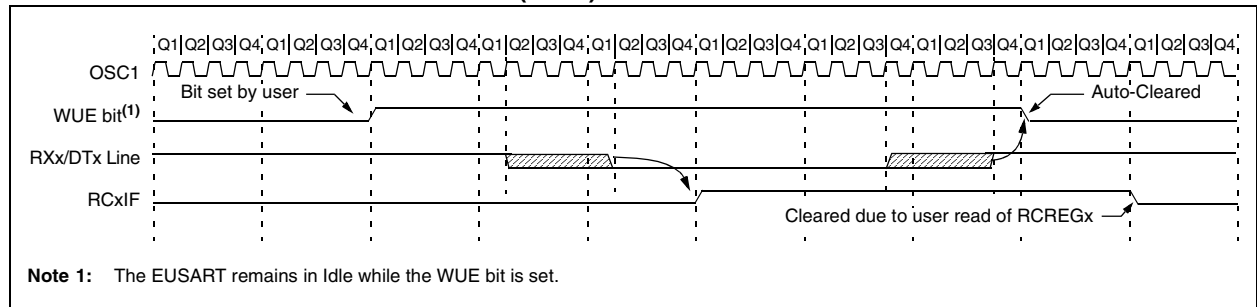 Q1 Q2 Q3 Q4 Q1 Q2 Q3 Q4 Q1 Q2 Q3 Q4 Q1 Q2 Q3 Q4 Q1 Q2 Q3 Q4 Q1 Q2 Q3 Q4 Q1 Q2 Q3 Q4 Q1 Q2 Q3 Q4 Q1 Q2 Q3 Q4 Q1 Q2 Q3 Q4
OSC1
Bit set by user
Auto-Cleared
WUE bit(1)
RXx/DTx Line
RCxIF
Cleared due to user read of RCREGx
Note 1: The EUSART remains in Idle while the WUE bit is set.